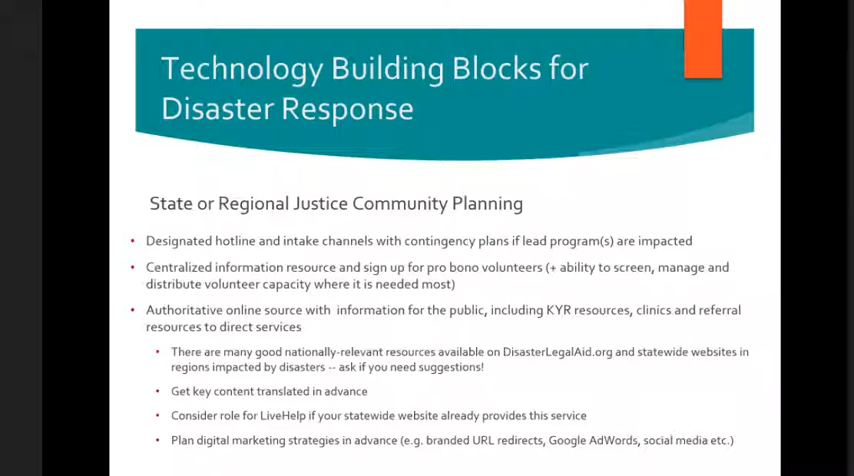 Technology Building Blocks for
Disaster Response
State or Regional Justice Community Planning
• Designated hotline and intake channels with contingency plans if lead program(s) are impacted
• Centralized information resource and sign up for pro bono volunteers (+ ability to screen, manage and
distribute volunteer capacity where it is needed most)
• Authoritative online source with information for the public, including KYR resources, clinics and referral
resources to direct services
• There are many good nationally-relevant resources available on DisasterLegalAid.org and statewide websites in
regions impacted by disasters -- ask if you need suggestions!
• Get key content translated in advance
• Consider role for LiveHelp if your statewide website already provides this service
• Plan digital marketing strategies in advance (e.g. branded URL redirects, Google AdWords, social media etc.)